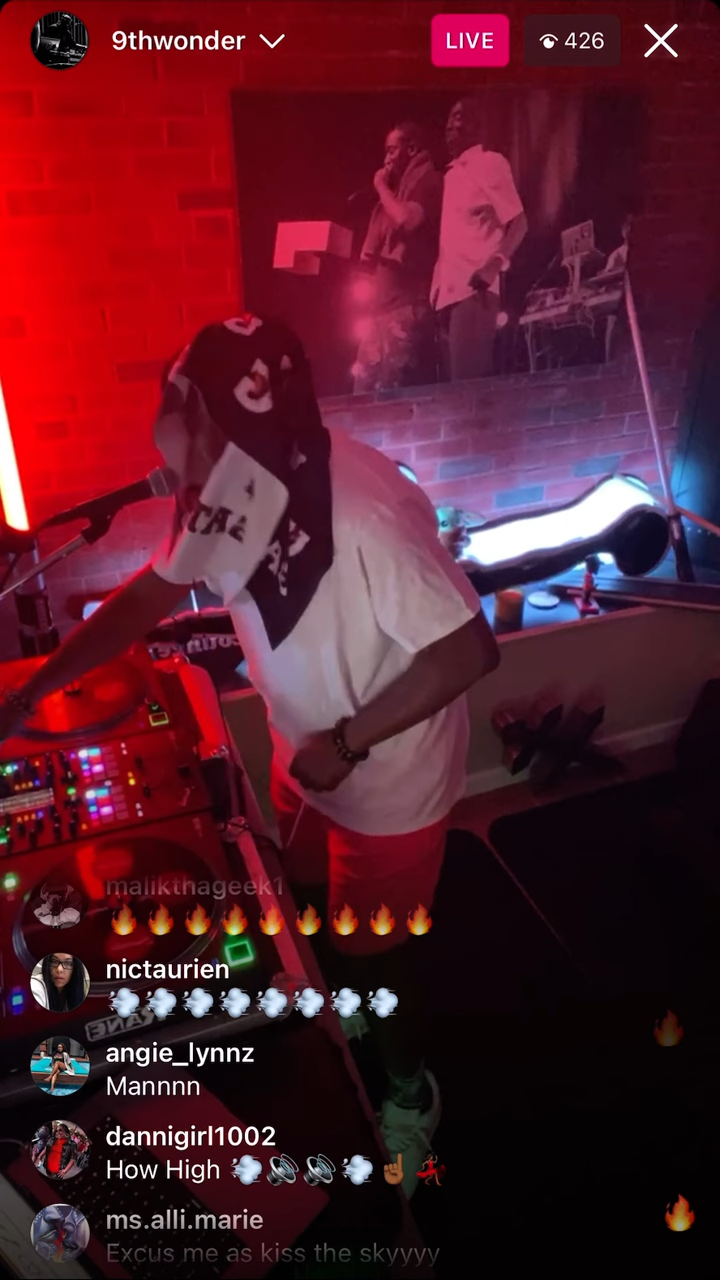 9thwonder
LIVE
426
malikthageek1
🔥🔥🔥🔥🔥🔥🔥🔥🔥
nictaurien
💨💨💨💨💨💨💨💨
angie_lynnz
Mannnn
dannigirl1002
How High 💨🔊🔊💨☝🏾💃🏾
ms.alli.marie
Excus me as kiss the skyyyy